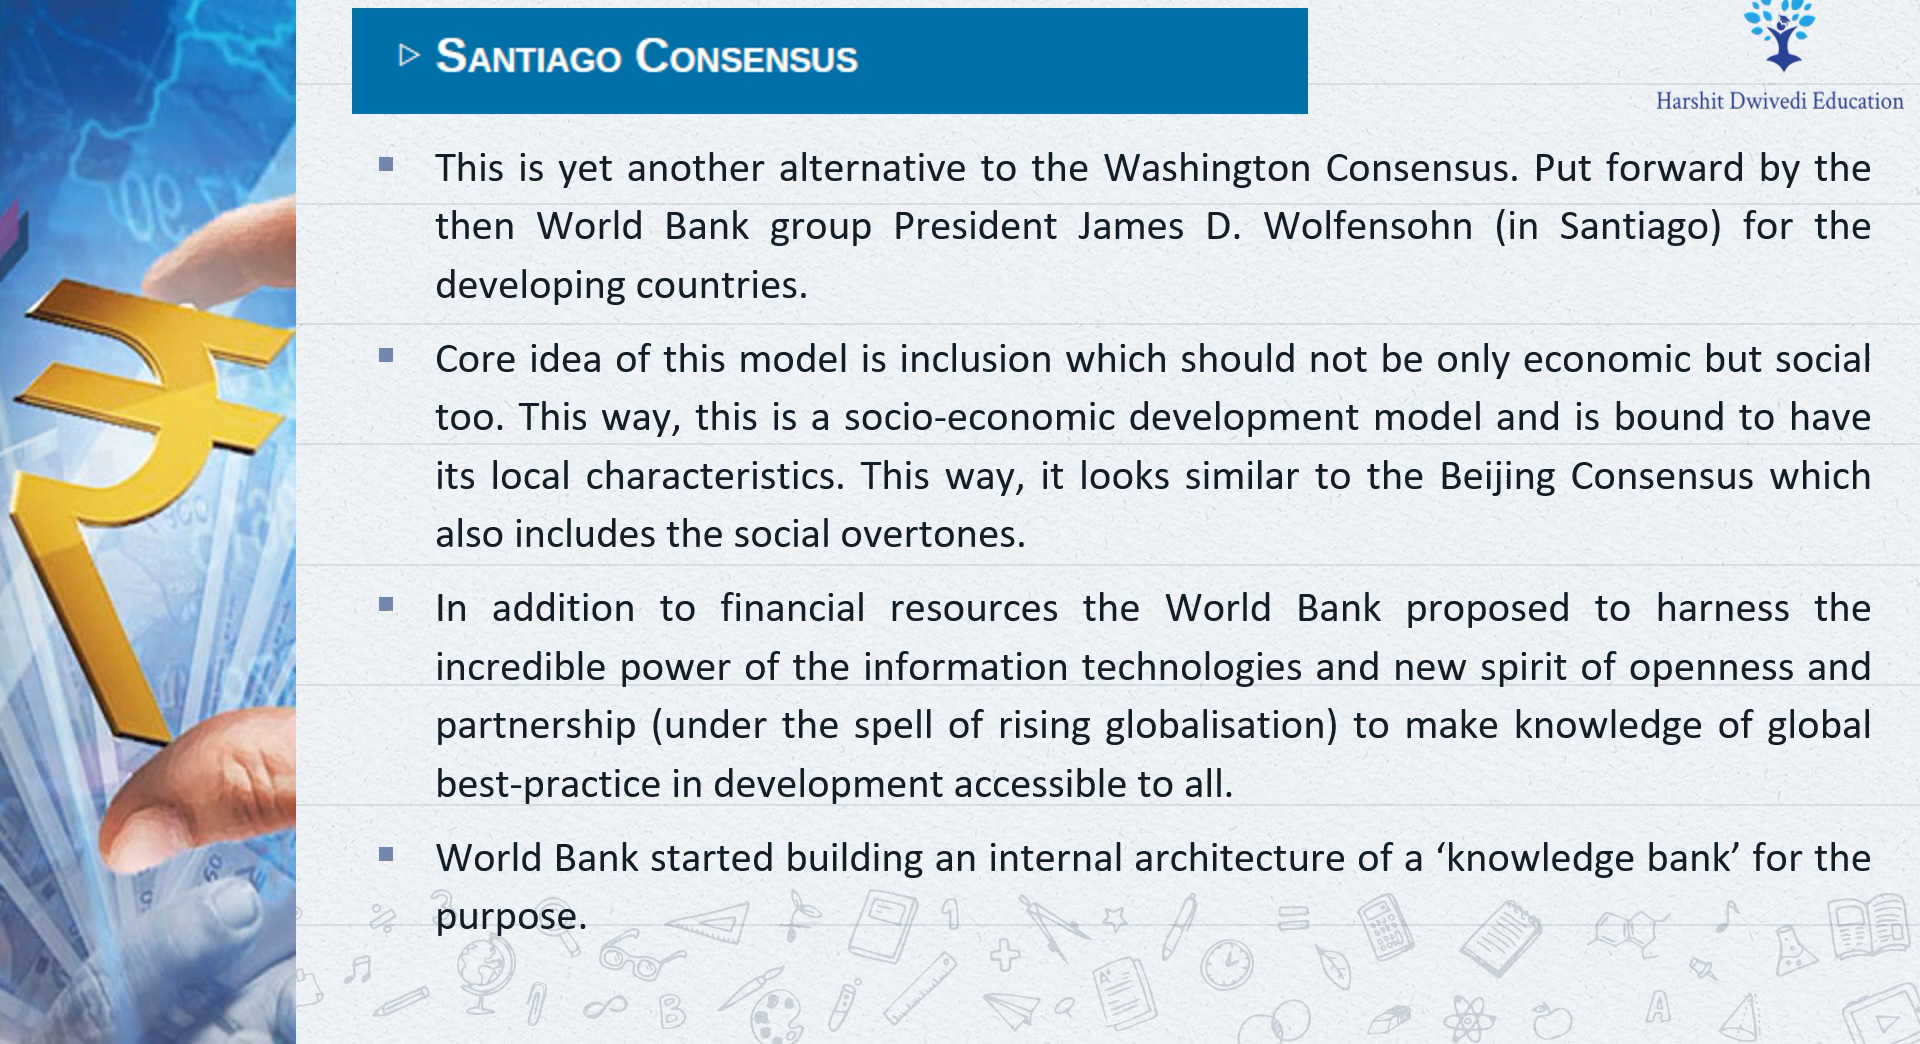 SANTIAGO CONSENSUS
Harshit Dwivedi Education
This is yet another alternative to the Washington Consensus. Put forward by the
then World Bank group President James D. Wolfensohn (in Santiago) for the
developing countries.
Core idea of this model is inclusion which should not be only economic but social
too. This way, this is a socio-economic development model and is bound to have
its local characteristics. This way, it looks similar to the Beijing Consensus which
also includes the social overtones.
In addition to financial resources the World Bank proposed to harness the
incredible power of the information technologies and new spirit of openness and
partnership (under the spell of rising globalisation) to make knowledge of global
best-practice in development accessible to all.
World Bank started building an internal architecture of a ‘knowledge bank’ for the
purpose.